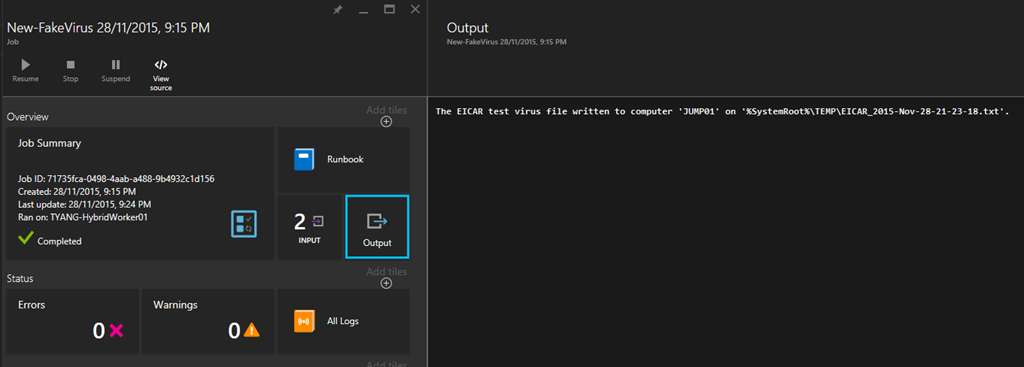 New-FakeVirus 28/11/2015, 9:15 PM
Job
Resume
Stop
Suspend
View source
Overview
Add tiles
Job Summary
Job ID: 71735fca-0498-4aab-a488-9b4932c1d156
Created: 28/11/2015, 9:15 PM
Last update: 28/11/2015, 9:24 PM
Ran on: TYANG-HybridWorker01
Completed
Runbook
2
INPUT
Output
Status
Add tiles
Errors
0
Warnings
0
All Logs
Add tiles
Output
New-FakeVirus 28/11/2015, 9:15 PM
The EICAR test virus file written to computer 'JUMP01' on '%SystemRoot%\TEMP\EICAR_2015-Nov-28-21-23-18.txt'.